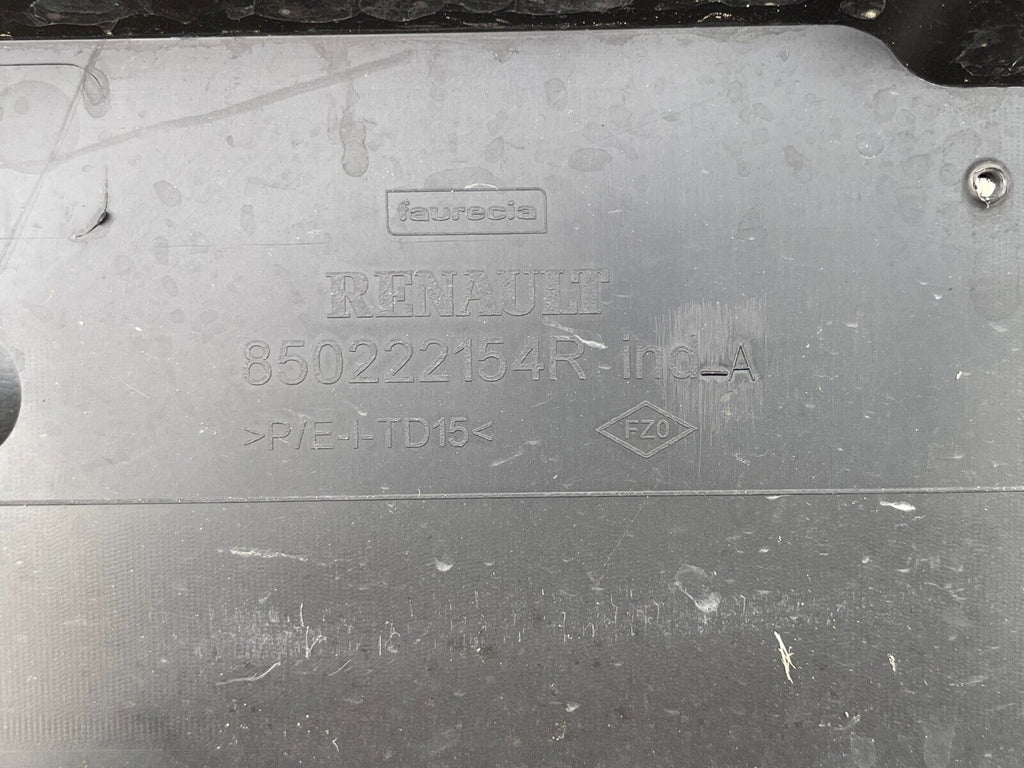 faurecia
RENAULT
850222154R ind_A
>P/E-I-TD15<
FZ0